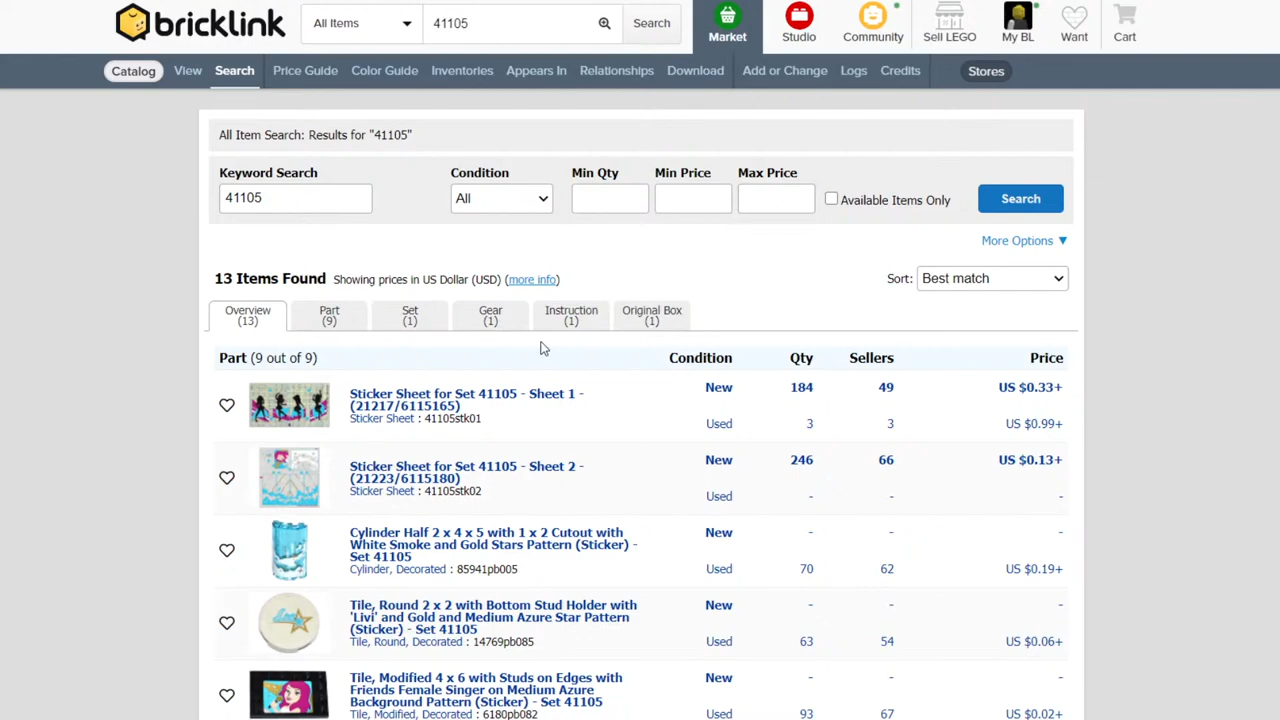 bricklink
All Items
41105
Search
Market
Studio
Community
Sell LEGO
My BL
Want
Cart
Catalog
View
Search
Price Guide
Color Guide
Inventories
Appears In
Relationships
Download
Add or Change
Logs
Credits
Stores
All Item Search: Results for "41105"
Keyword Search
Condition
Min Qty
Min Price
Max Price
41105
All
Available Items Only
Search
More Options ▼
13 Items Found Showing prices in US Dollar (USD) (more info)
Sort: Best match
Overview
(13)
Part
(9)
Set
(1)
Gear
(1)
Instruction
(1)
Original Box
(1)
Part (9 out of 9) Condition Qty Sellers Price
Sticker Sheet for Set 41105 - Sheet 1 -
(21217/6115165)
Sticker Sheet : 41105stk01
New 184 49 US $0.33+
Used 3 3 US $0.99+
Sticker Sheet for Set 41105 - Sheet 2 -
(21223/6115180)
Sticker Sheet : 41105stk02
New 246 66 US $0.13+
Used - - -
Cylinder Half 2 x 4 x 5 with 1 x 2 Cutout with
White Smoke and Gold Stars Pattern (Sticker) -
Set 41105
Cylinder, Decorated : 85941pb005
New - - -
Used 70 62 US $0.19+
Tile, Round 2 x 2 with Bottom Stud Holder with
'Livi' and Gold and Medium Azure Star Pattern
(Sticker) - Set 41105
Tile, Round, Decorated : 14769pb085
New - - -
Used 63 54 US $0.06+
Tile, Modified 4 x 6 with Studs on Edges with
Friends Female Singer on Medium Azure
Background Pattern (Sticker) - Set 41105
Tile, Modified, Decorated : 6180pb082
New - - -
Used 93 67 US $0.02+